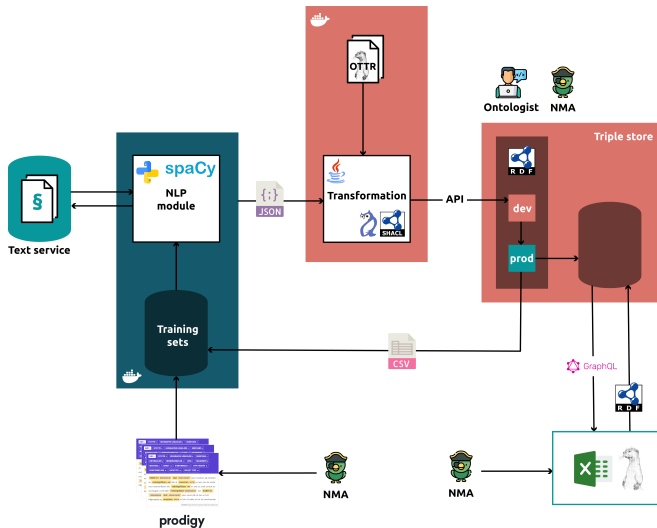 OTTR
Ontologist
NMA
Triple store
spaCy
NLP
module
§
Text service
{;}
JSON
Transformation
SHACL
API
RDF
dev
prod
Training
sets
CSV
GraphQL
RDF
X
NMA
NMA
prodigy